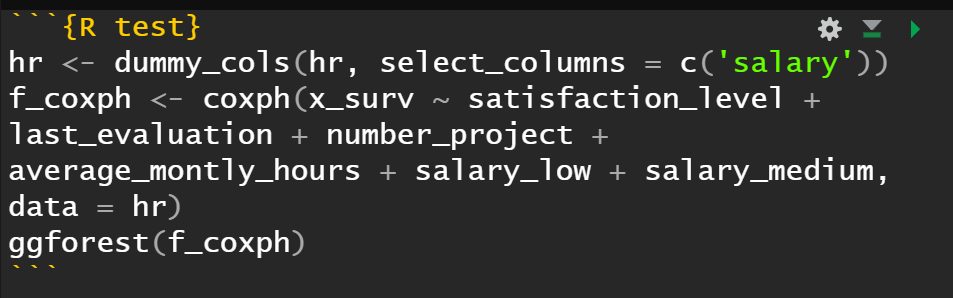 ```{R test}
hr <- dummy_cols(hr, select_columns = c('salary'))
f_coxph <- coxph(x_surv ~ satisfaction_level +
last_evaluation + number_project +
average_montly_hours + salary_low + salary_medium,
data = hr)
ggforest(f_coxph)
```